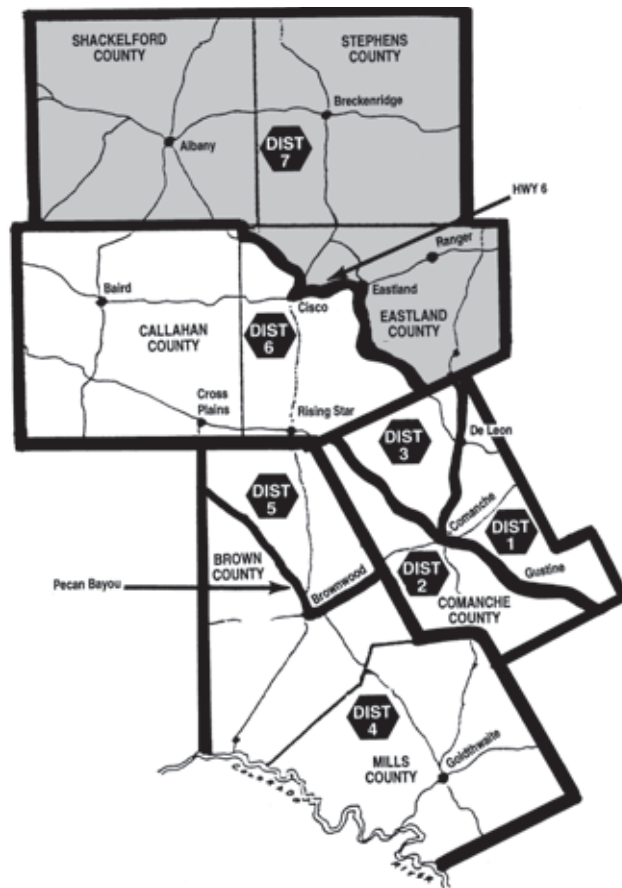 SHACKELFORD
COUNTY
STEPHENS
COUNTY
Breckenridge
Albany
DIST
7
HWY 6
Ranger
Baird
Eastland
Cisco
EASTLAND
COUNTY
CALLAHAN
COUNTY
DIST
6
Cross
Plains
Rising Star
De Leon
DIST
3
DIST
5
Comanche
DIST
1
BROWN
COUNTY
Pecan Bayou
Brownwood
DIST
2
Gustine
COMANCHE
COUNTY
DIST
4
Goldthwaite
MILLS
COUNTY
COLORADO
RIVER